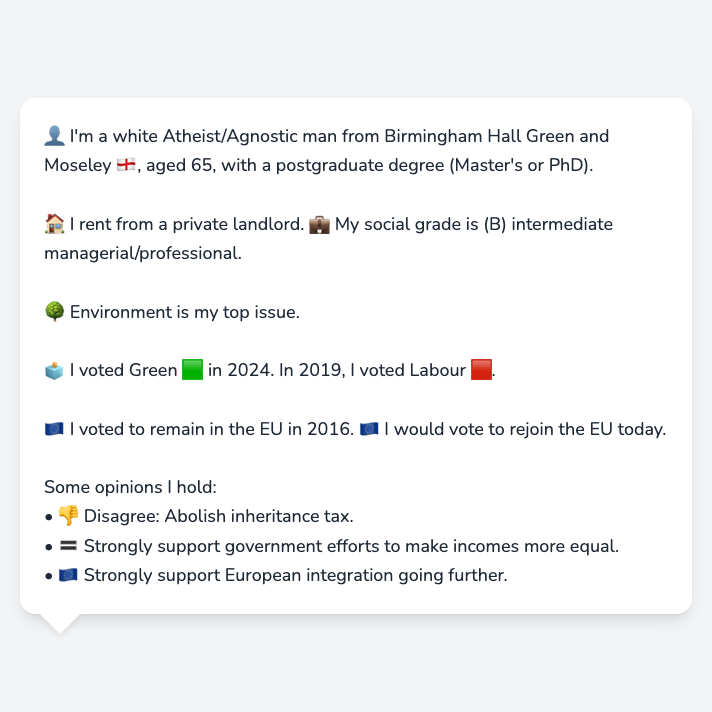 👤 I'm a white Atheist/Agnostic man from Birmingham Hall Green and
Moseley 🏴󠁧󠁢󠁥󠁮󠁧󠁿, aged 65, with a postgraduate degree (Master's or PhD).
🏠 I rent from a private landlord. 💼 My social grade is (B) intermediate
managerial/professional.
🌳 Environment is my top issue.
🗳️ I voted Green 🟩 in 2024. In 2019, I voted Labour 🟥.
🇪🇺 I voted to remain in the EU in 2016. 🇪🇺 I would vote to rejoin the EU today.
Some opinions I hold:
• 👎 Disagree: Abolish inheritance tax.
• 🟰 Strongly support government efforts to make incomes more equal.
• 🇪🇺 Strongly support European integration going further.